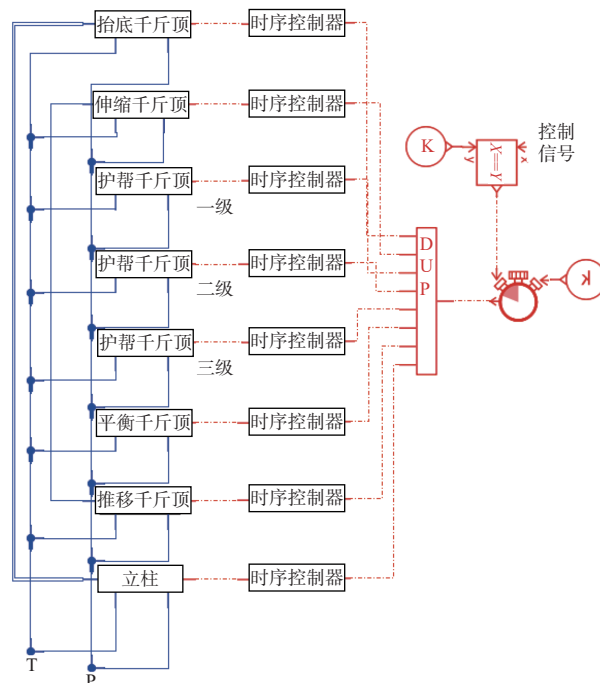 抬底千斤顶 时序控制器
伸缩千斤顶 时序控制器
K
X=Y
y
x
控制
信号
护帮千斤顶 时序控制器
一级
护帮千斤顶 时序控制器
二级
D
U
P
K
护帮千斤顶 时序控制器
三级
平衡千斤顶 时序控制器
推移千斤顶 时序控制器
立柱 时序控制器
T
P